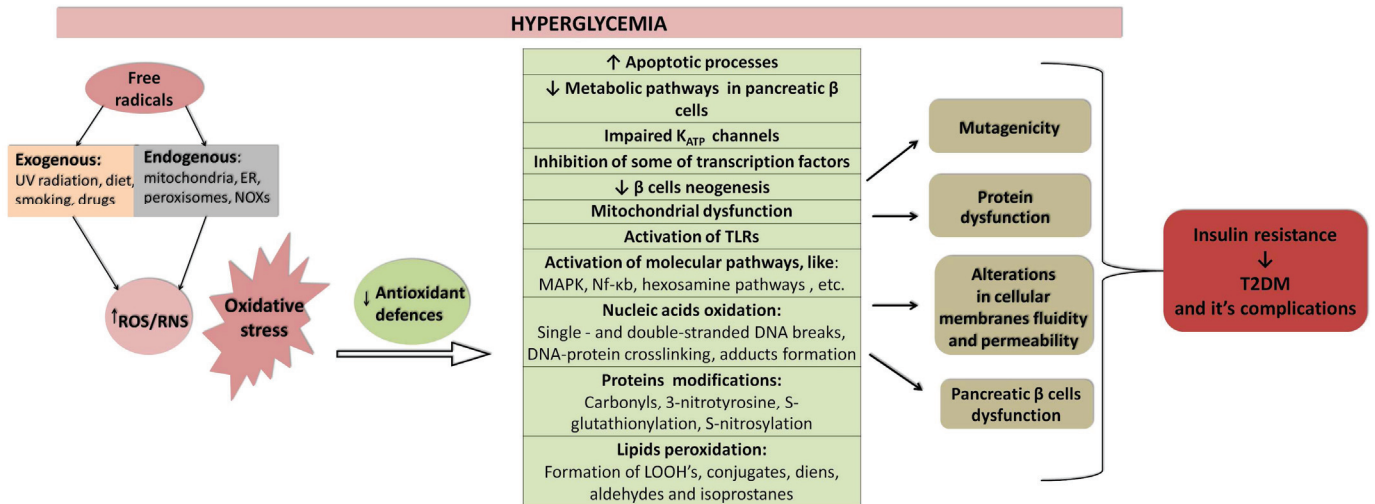 HYPERGLYCEMIA
Free
radicals
Exogenous:
UV radiation, diet,
smoking, drugs
Endogenous:
mitochondria, ER,
peroxisomes, NOXs
↑ROS/RNS
Oxidative
stress
↓ Antioxidant
defences
↑ Apoptotic processes
↓ Metabolic pathways in pancreatic β
cells
Impaired KATP channels
Inhibition of some of transcription factors
↓ β cells neogenesis
Mitochondrial dysfunction
Activation of TLRs
Activation of molecular pathways, like:
MAPK, Nf-κb, hexosamine pathways , etc.
Nucleic acids oxidation:
Single - and double-stranded DNA breaks,
DNA-protein crosslinking, adducts formation
Proteins modifications:
Carbonyls, 3-nitrotyrosine, S-
glutathionylation, S-nitrosylation
Lipids peroxidation:
Formation of LOOH's, conjugates, diens,
aldehydes and isoprostanes
Mutagenicity
Protein
dysfunction
Alterations
in cellular
membranes fluidity
and permeability
Pancreatic β cells
dysfunction
Insulin resistance
↓
T2DM
and it's complications